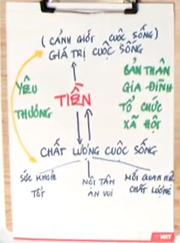 (CẢNH GIỚI CUỘC SỐNG)
GIÁ TRỊ CUỘC SỐNG
YÊU
THƯƠNG
TIỀN
BẢN THÂN
GIA ĐÌNH
TỔ CHỨC
XÃ HỘI
CHẤT LƯỢNG CUỘC SỐNG
SỨC KHOẺ
TỐT
NỘI TÂM
AN VUI
MỐI QUAN HỆ
CHẤT LƯỢNG